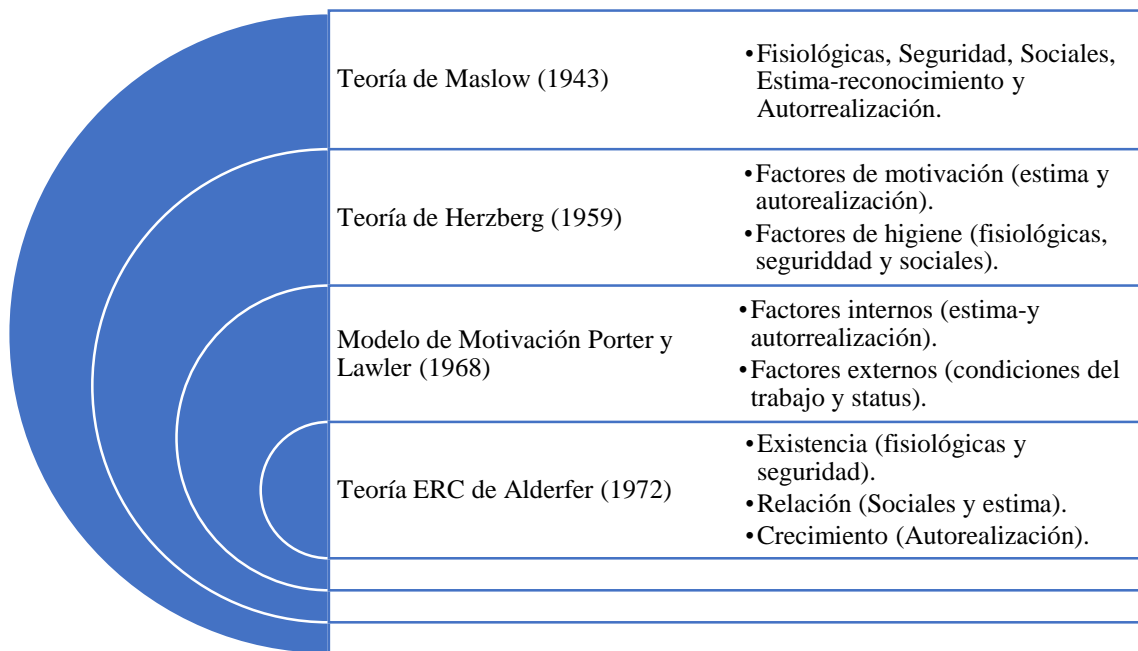 Teoría de Maslow (1943)
•Fisiológicas, Seguridad, Sociales,
Estima-reconocimiento y
Autorrealización.
Teoría de Herzberg (1959)
•Factores de motivación (estima y
autorealización).
•Factores de higiene (fisiológicas,
seguriddad y sociales).
Modelo de Motivación Porter y
Lawler (1968)
•Factores internos (estima-y
autorrealización).
•Factores externos (condiciones del
trabajo y status).
Teoría ERC de Alderfer (1972)
•Existencia (fisiológicas y
seguridad).
•Relación (Sociales y estima).
•Crecimiento (Autorealización).